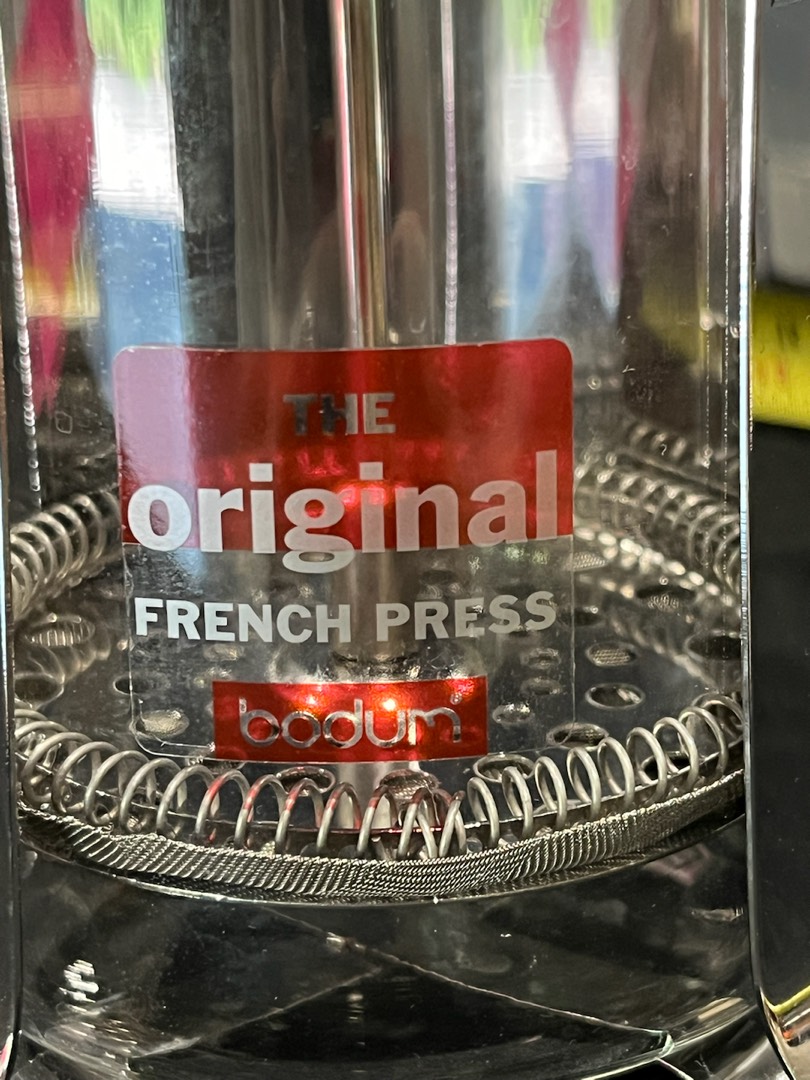 THE
original
FRENCH PRESS
bodum®